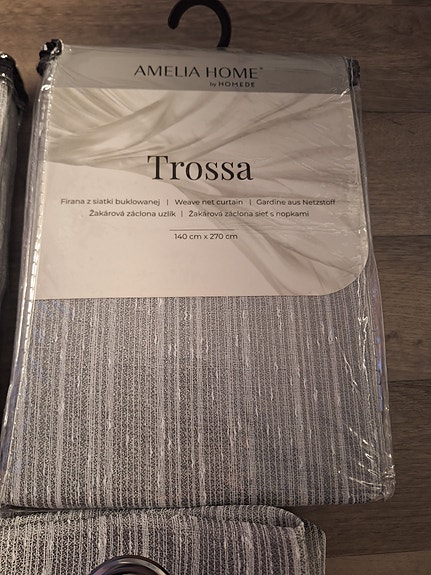 AMELIA HOME®
by HOMEDE
Trossa
Firana z siatki buklowanej | Weave net curtain | Gardine aus Netzstoff
Žakárová záclona uzlík | Žakárová záclona sieť s nopkami
140 cm x 270 cm